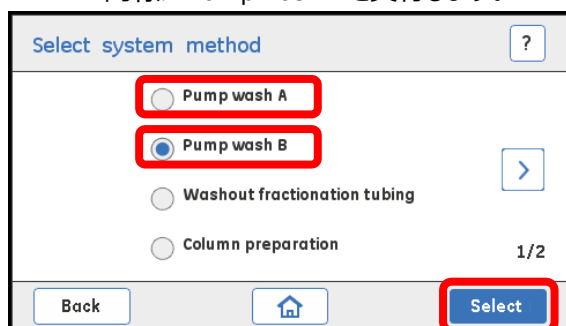 Select system method
?
Pump wash A
Pump wash B
>
Washout fractionation tubing
Column preparation
1/2
Back
Select